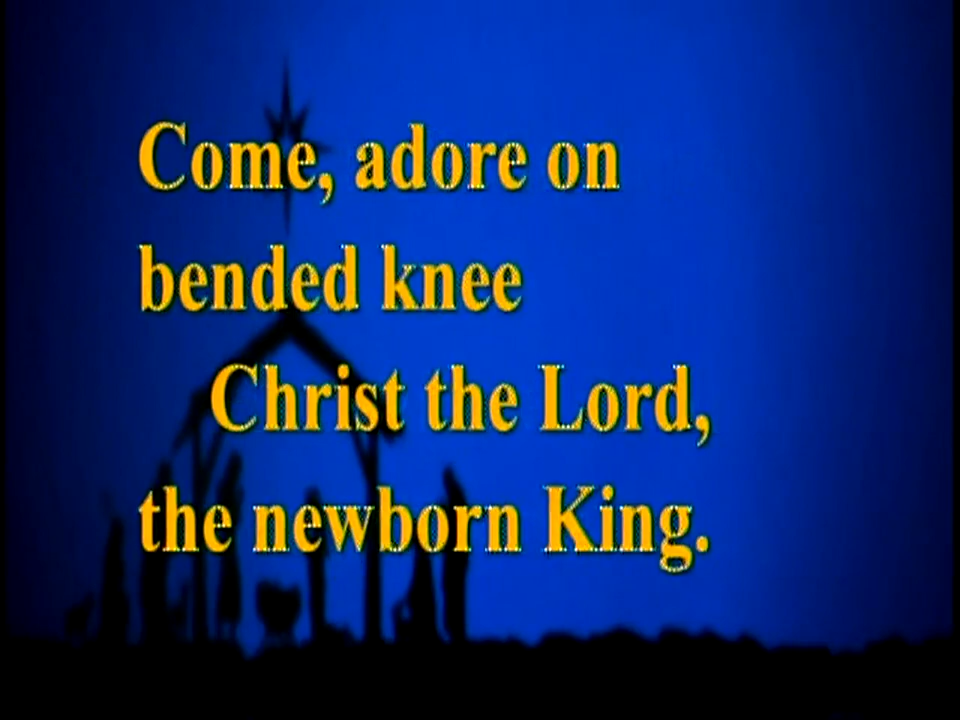 Come, adore on
bended knee
Christ the Lord,
the newborn King.